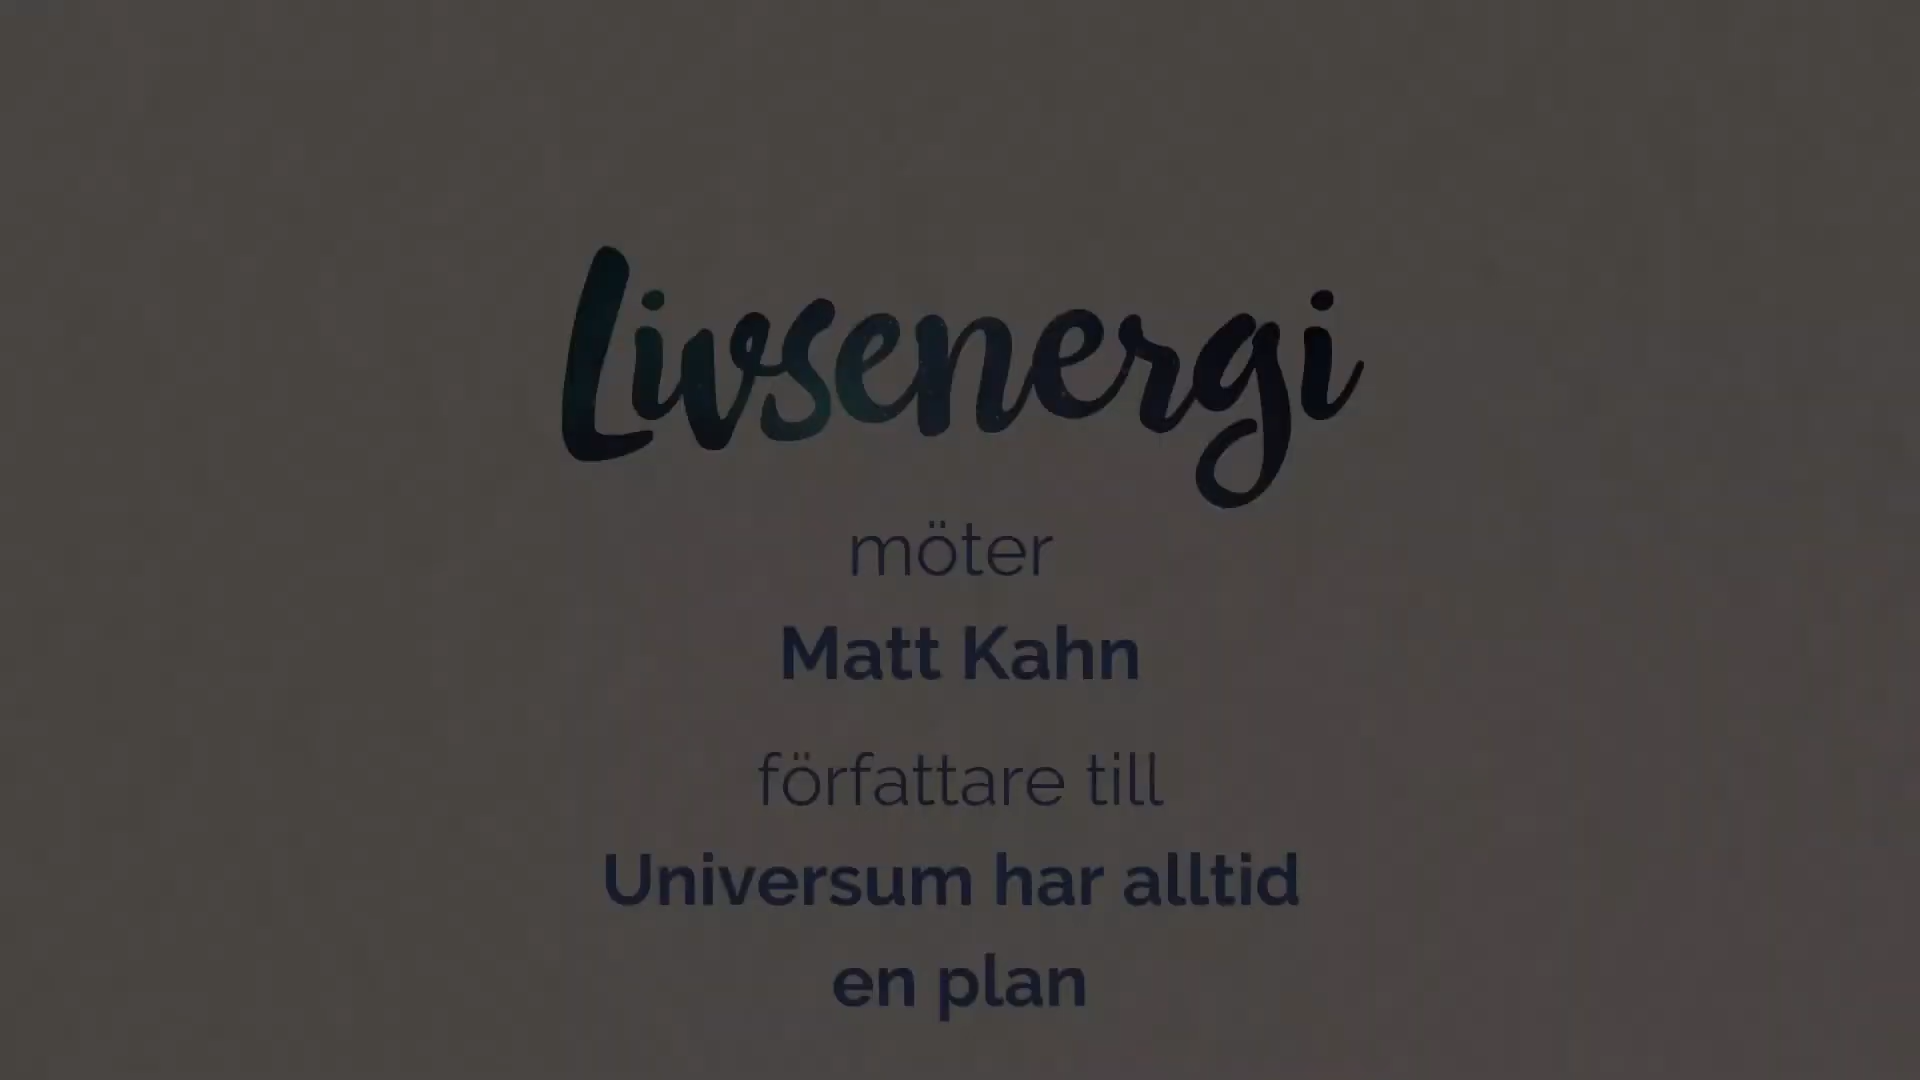 Livsenergi
möter
Matt Kahn
författare till
Universum har alltid
en plan